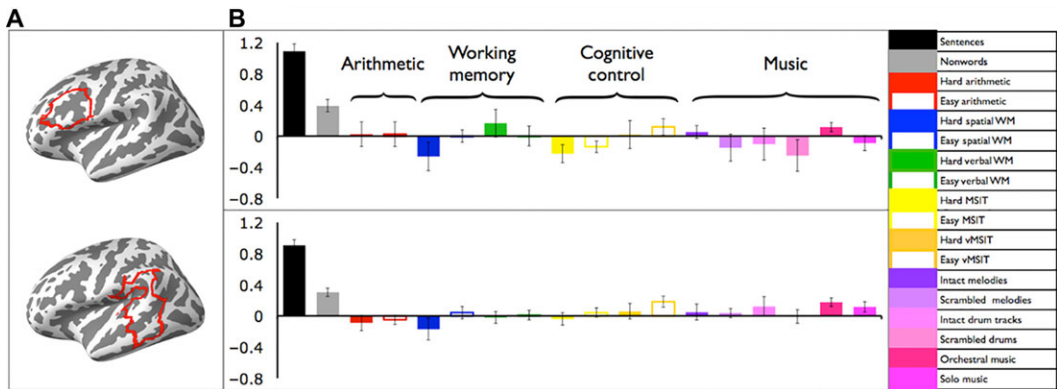 A
B
1.2
0.8
0.4
0
−0.4
−0.8
Arithmetic
Working
memory
Cognitive
control
Music
1.2
0.8
0.4
0
−0.4
−0.8
Sentences
Nonwords
Hard arithmetic
Easy arithmetic
Hard spatial WM
Easy spatial WM
Hard verbal WM
Easy verbal WM
Hard MSIT
Easy MSIT
Hard vMSIT
Easy vMSIT
Intact melodies
Scrambled melodies
Intact drum tracks
Scrambled drums
Orchestral music
Solo music